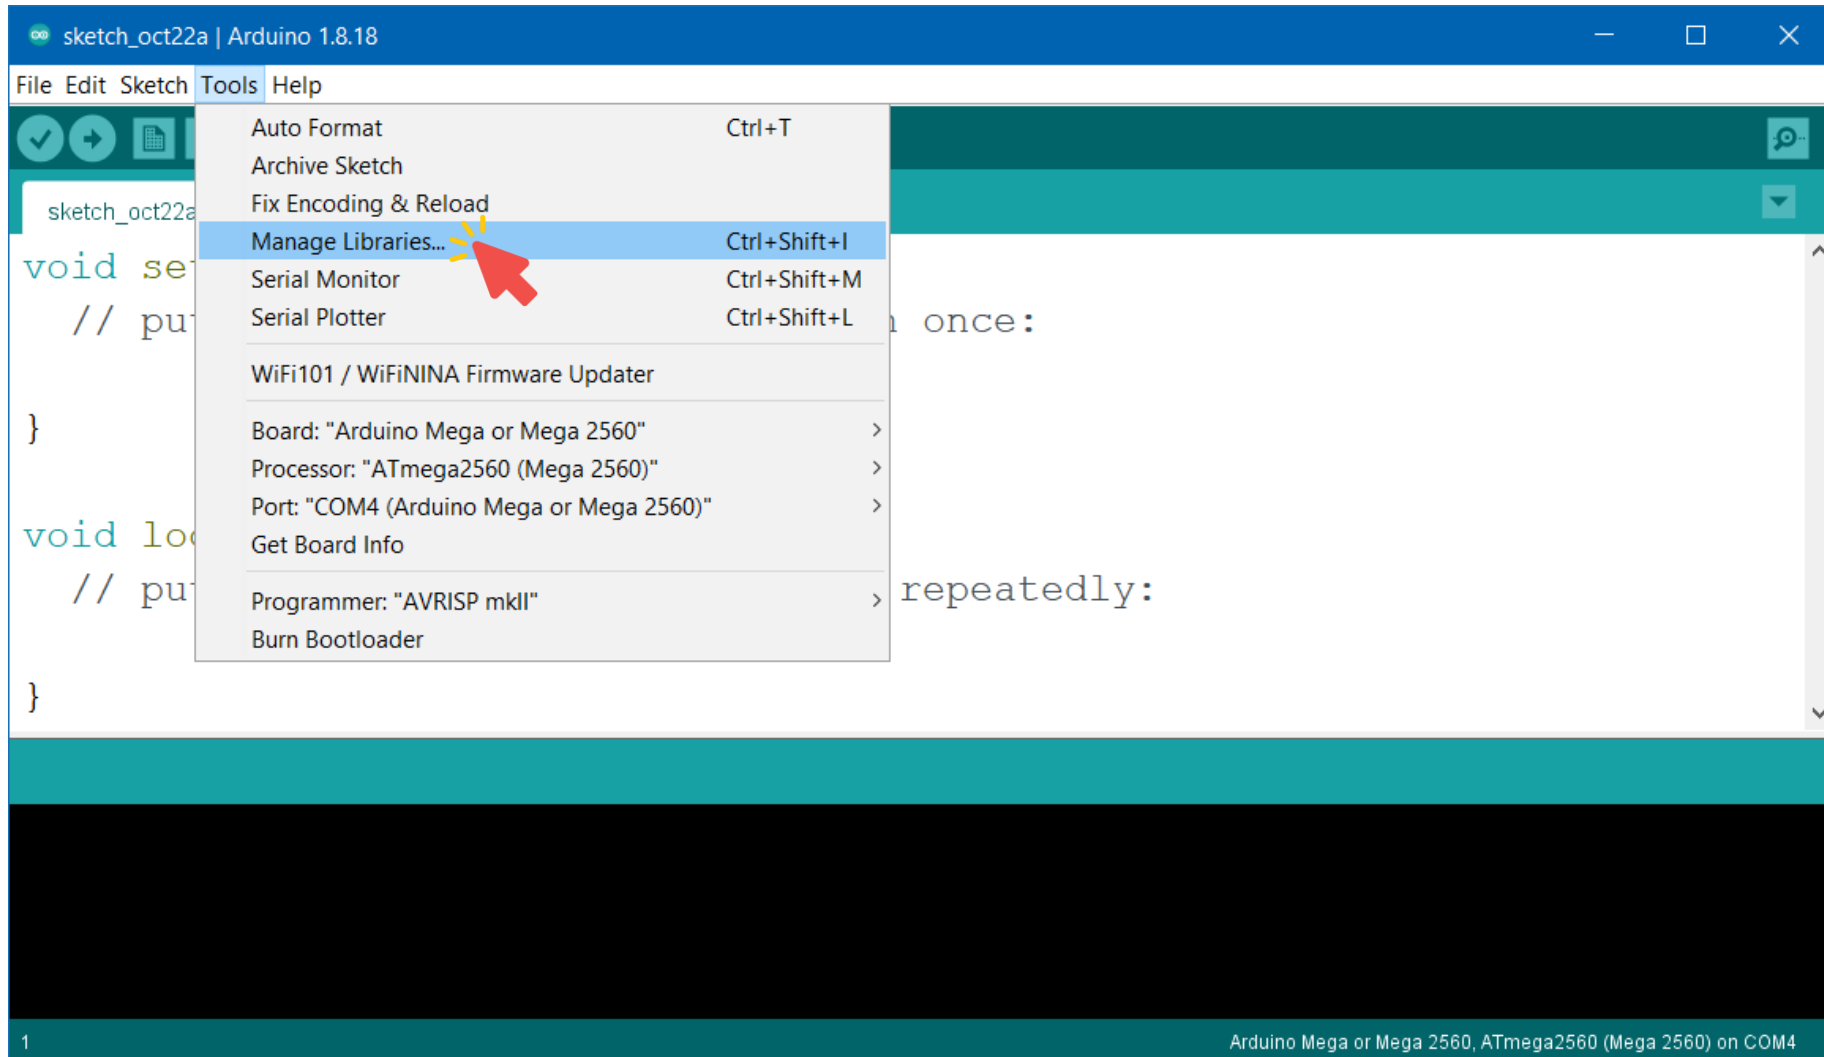 sketch_oct22a | Arduino 1.8.18
File Edit Sketch Tools Help
Auto Format Ctrl+T
Archive Sketch
Fix Encoding & Reload
Manage Libraries... Ctrl+Shift+I
Serial Monitor Ctrl+Shift+M
Serial Plotter Ctrl+Shift+L
WiFi101 / WiFiNINA Firmware Updater
Board: "Arduino Mega or Mega 2560"
Processor: "ATmega2560 (Mega 2560)"
Port: "COM4 (Arduino Mega or Mega 2560)"
Get Board Info
Programmer: "AVRISP mkII"
Burn Bootloader
sketch_oct22a
void se
// pu once:
}
void lo
// pu repeatedly:
}
1 Arduino Mega or Mega 2560, ATmega2560 (Mega 2560) on COM4